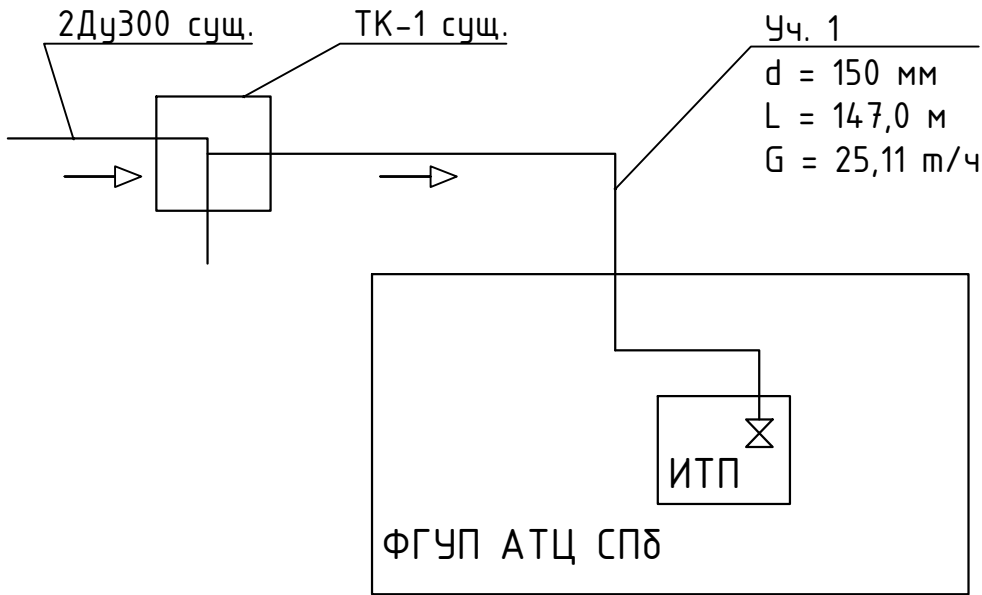 2Ду300 сущ.
ТК-1 сущ.
Уч. 1
d = 150 мм
L = 147,0 м
G = 25,11 т/ч
ИТП
ФГУП АТЦ СПб